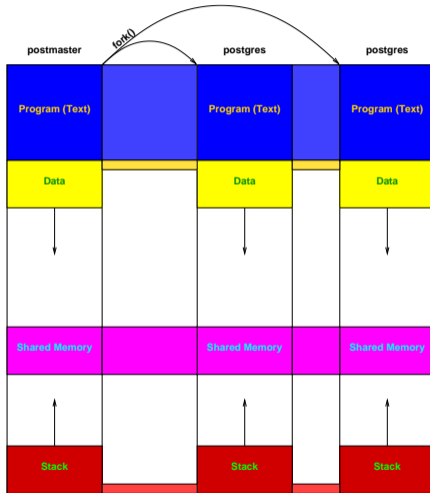 fork()
postmaster postgres postgres
Program (Text) Program (Text) Program (Text)
Data Data Data
Shared Memory Shared Memory Shared Memory
Stack Stack Stack